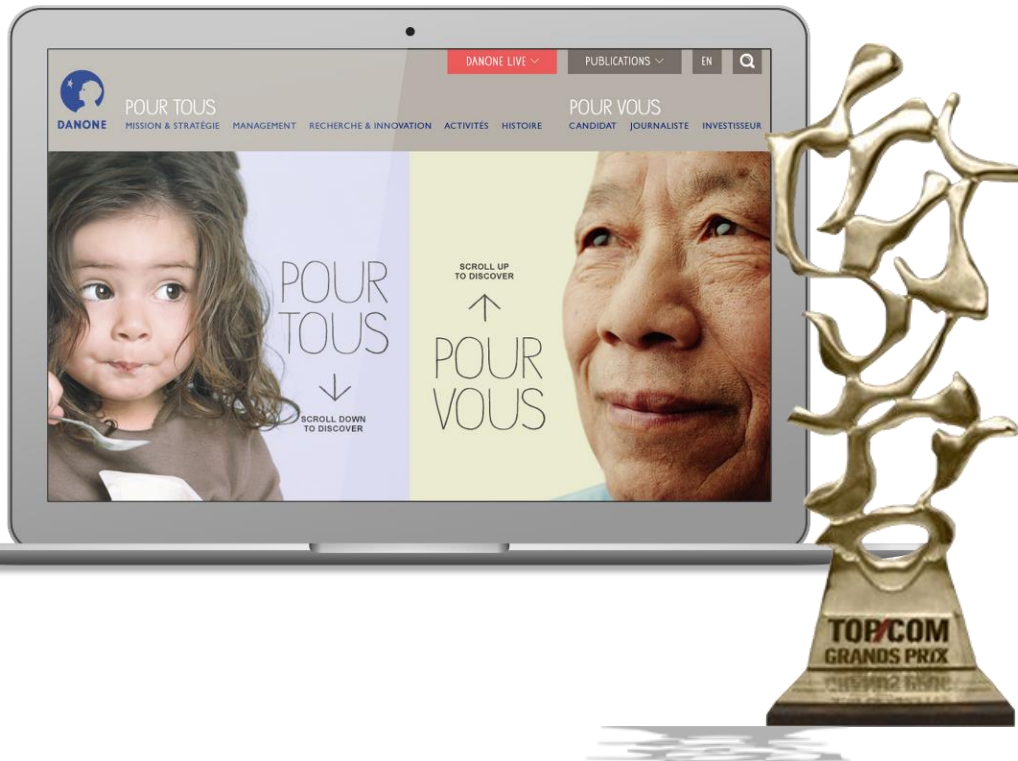 DANONE LIVE
PUBLICATIONS
EN
DANONE
POUR TOUS
MISSION & STRATÉGIE MANAGEMENT RECHERCHE & INNOVATION ACTIVITÉS HISTOIRE
POUR VOUS
CANDIDAT JOURNALISTE INVESTISSEUR
POUR
TOUS
SCROLL DOWN
TO DISCOVER
SCROLL UP
TO DISCOVER
POUR
VOUS
TOP/COM
GRANDS PRIX